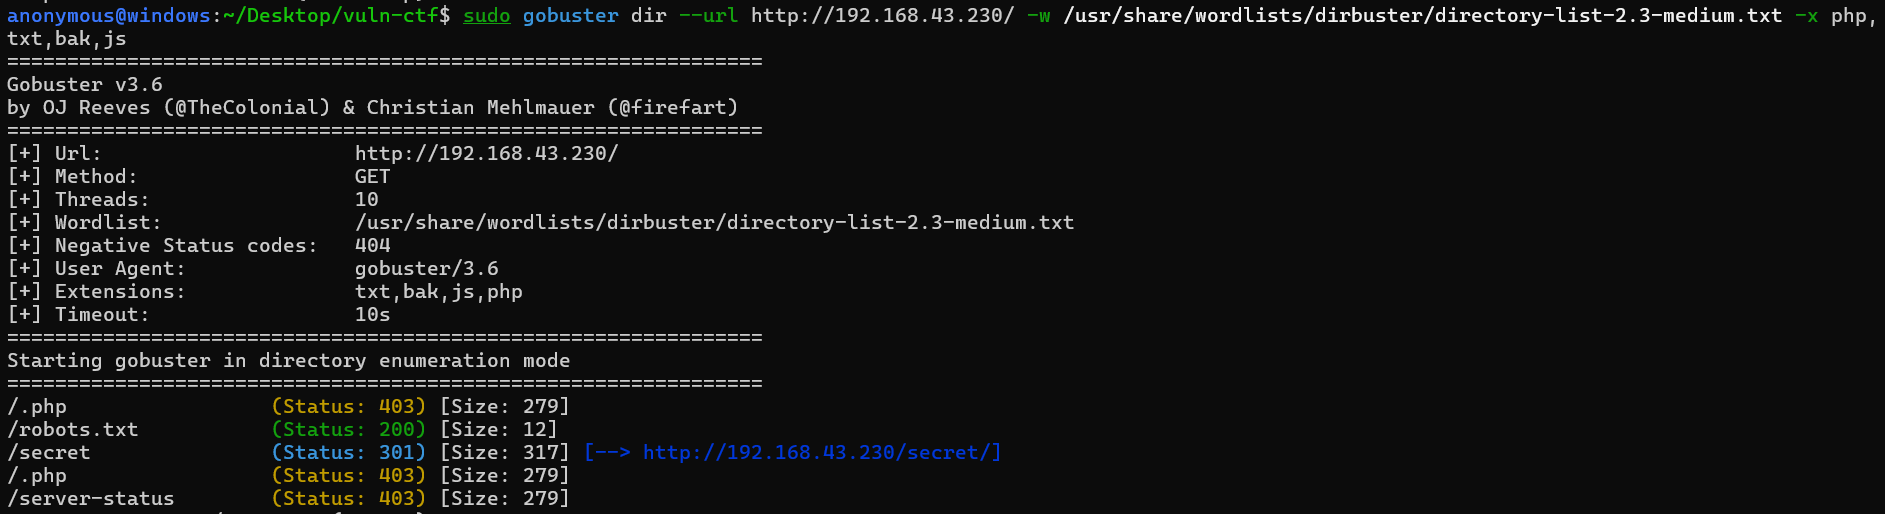 anonymous@windows:~/Desktop/vuln-ctf$ sudo gobuster dir --url http://192.168.43.230/ -w /usr/share/wordlists/dirbuster/directory-list-2.3-medium.txt -x php,
txt,bak,js
===============================================================
Gobuster v3.6
by OJ Reeves (@TheColonial) & Christian Mehlmauer (@firefart)
===============================================================
[+] Url:                     http://192.168.43.230/
[+] Method:                  GET
[+] Threads:                 10
[+] Wordlist:                /usr/share/wordlists/dirbuster/directory-list-2.3-medium.txt
[+] Negative Status codes:   404
[+] User Agent:              gobuster/3.6
[+] Extensions:              txt,bak,js,php
[+] Timeout:                 10s
===============================================================
Starting gobuster in directory enumeration mode
===============================================================
/.php                 (Status: 403) [Size: 279]
/robots.txt           (Status: 200) [Size: 12]
/secret               (Status: 301) [Size: 317] [--> http://192.168.43.230/secret/]
/.php                 (Status: 403) [Size: 279]
/server-status        (Status: 403) [Size: 279]